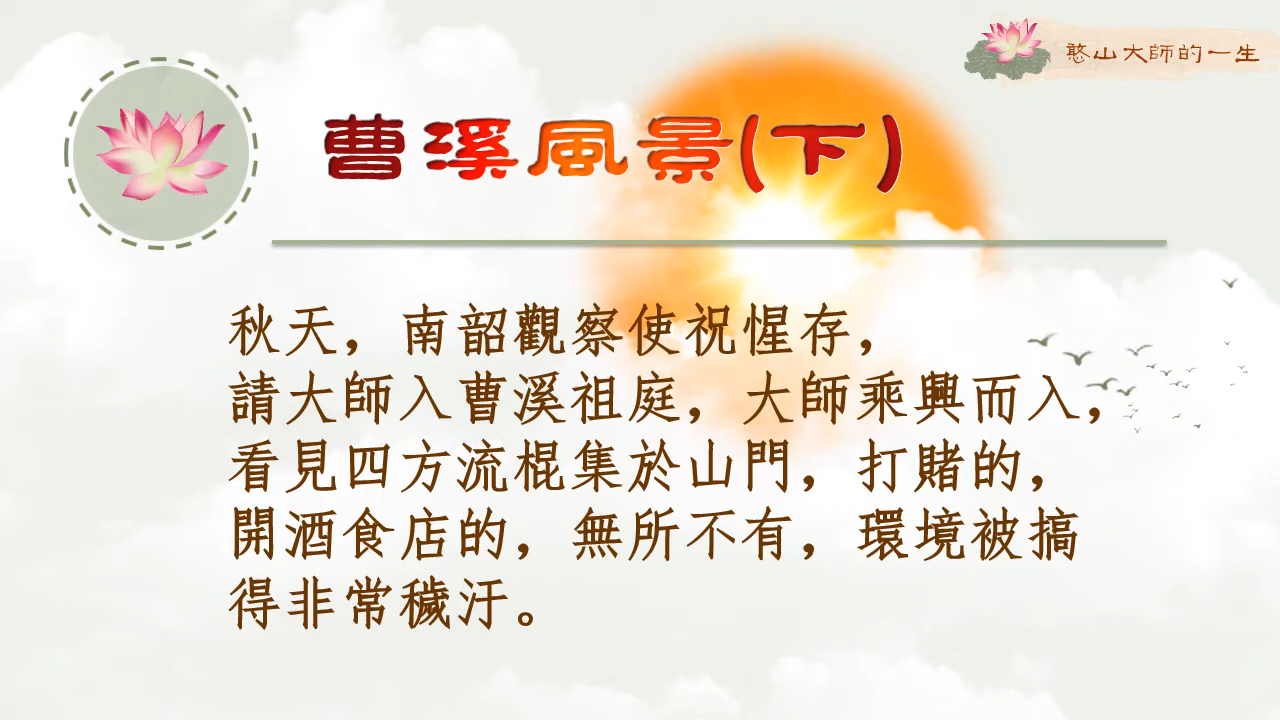 憨山大師的一生
曹溪風景(下)
秋天，南韶觀察使祝惺存，
請大師入曹溪祖庭，大師乘興而入，
看見四方流棍集於山門，打賭的，
開酒食店的，無所不有，環境被搞
得非常穢汙。